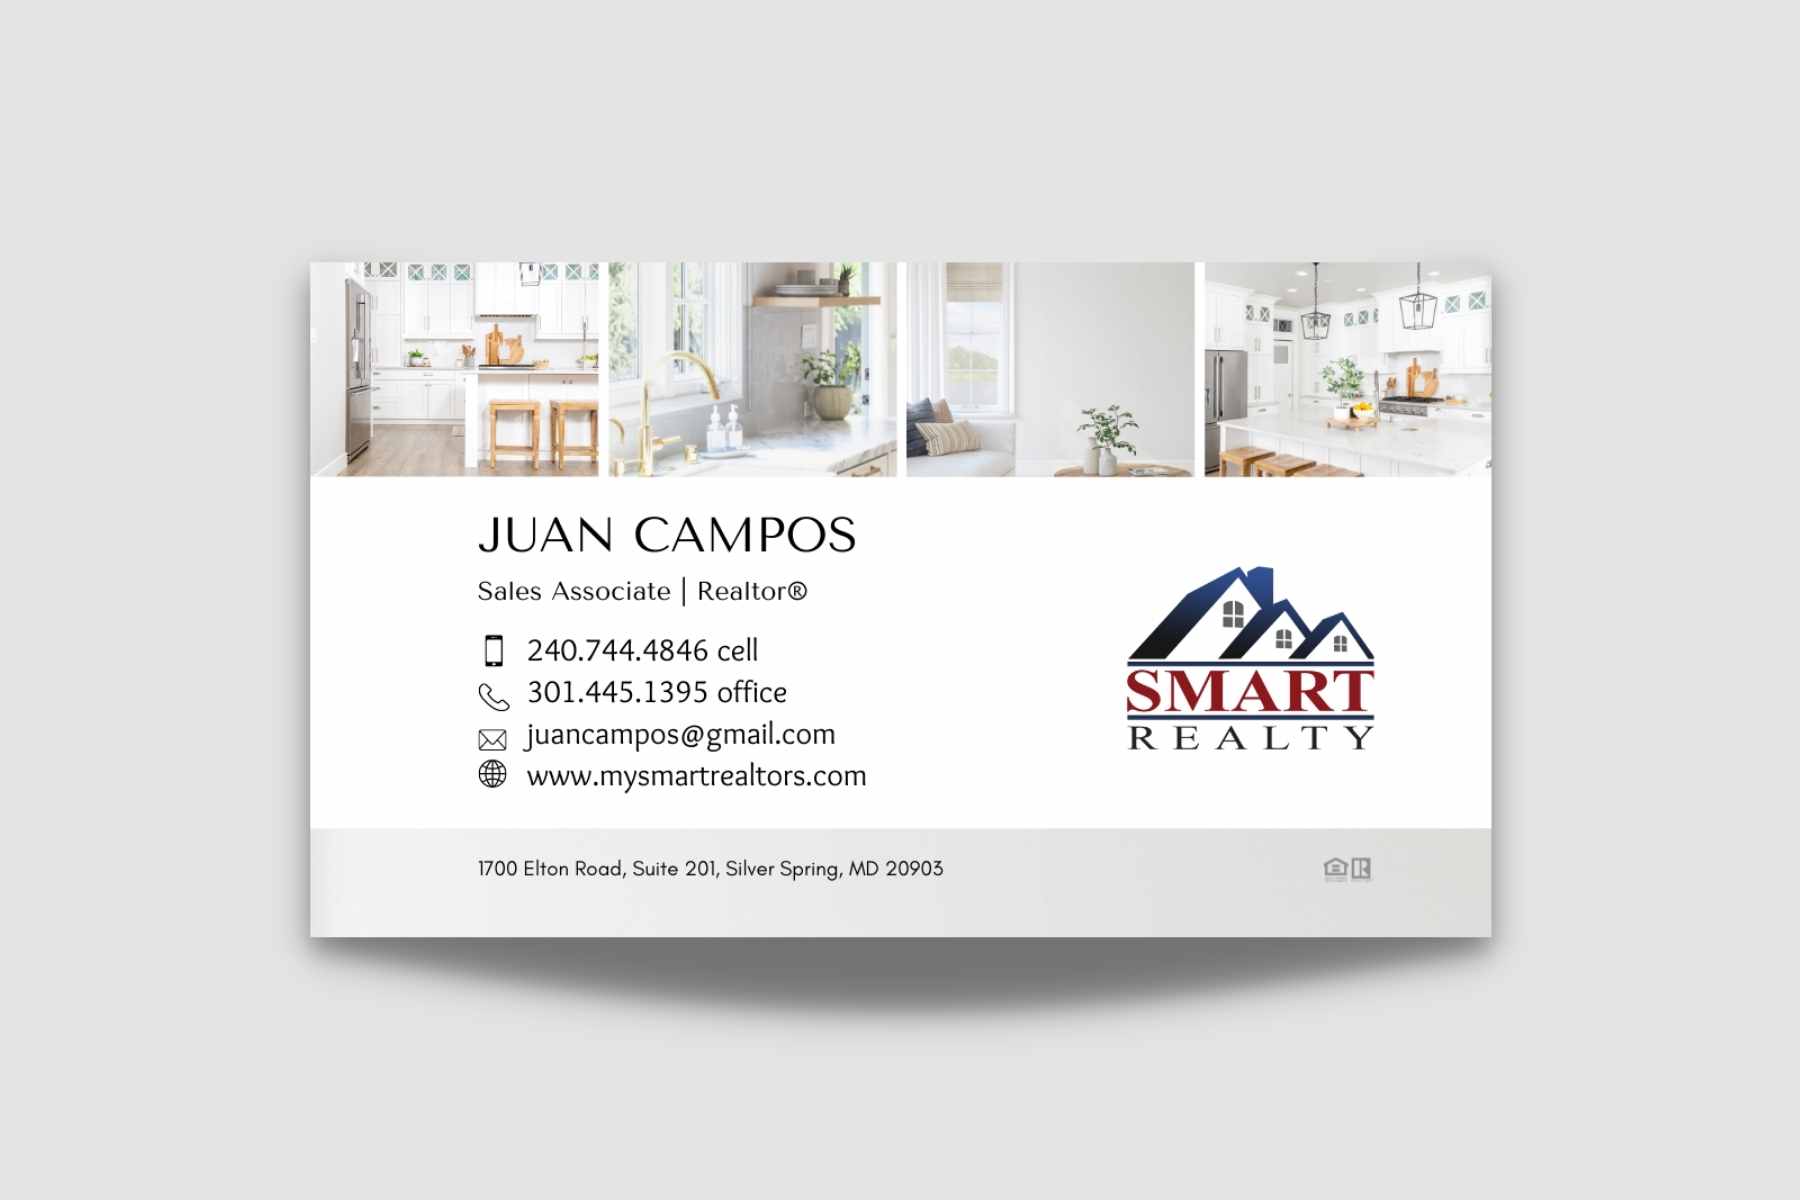 JUAN CAMPOS
Sales Associate | Realtor®
240.744.4846 cell
301.445.1395 office
juancampos@gmail.com
www.mysmartrealtors.com
SMART
REALTY
1700 Elton Road, Suite 201, Silver Spring, MD 20903
R